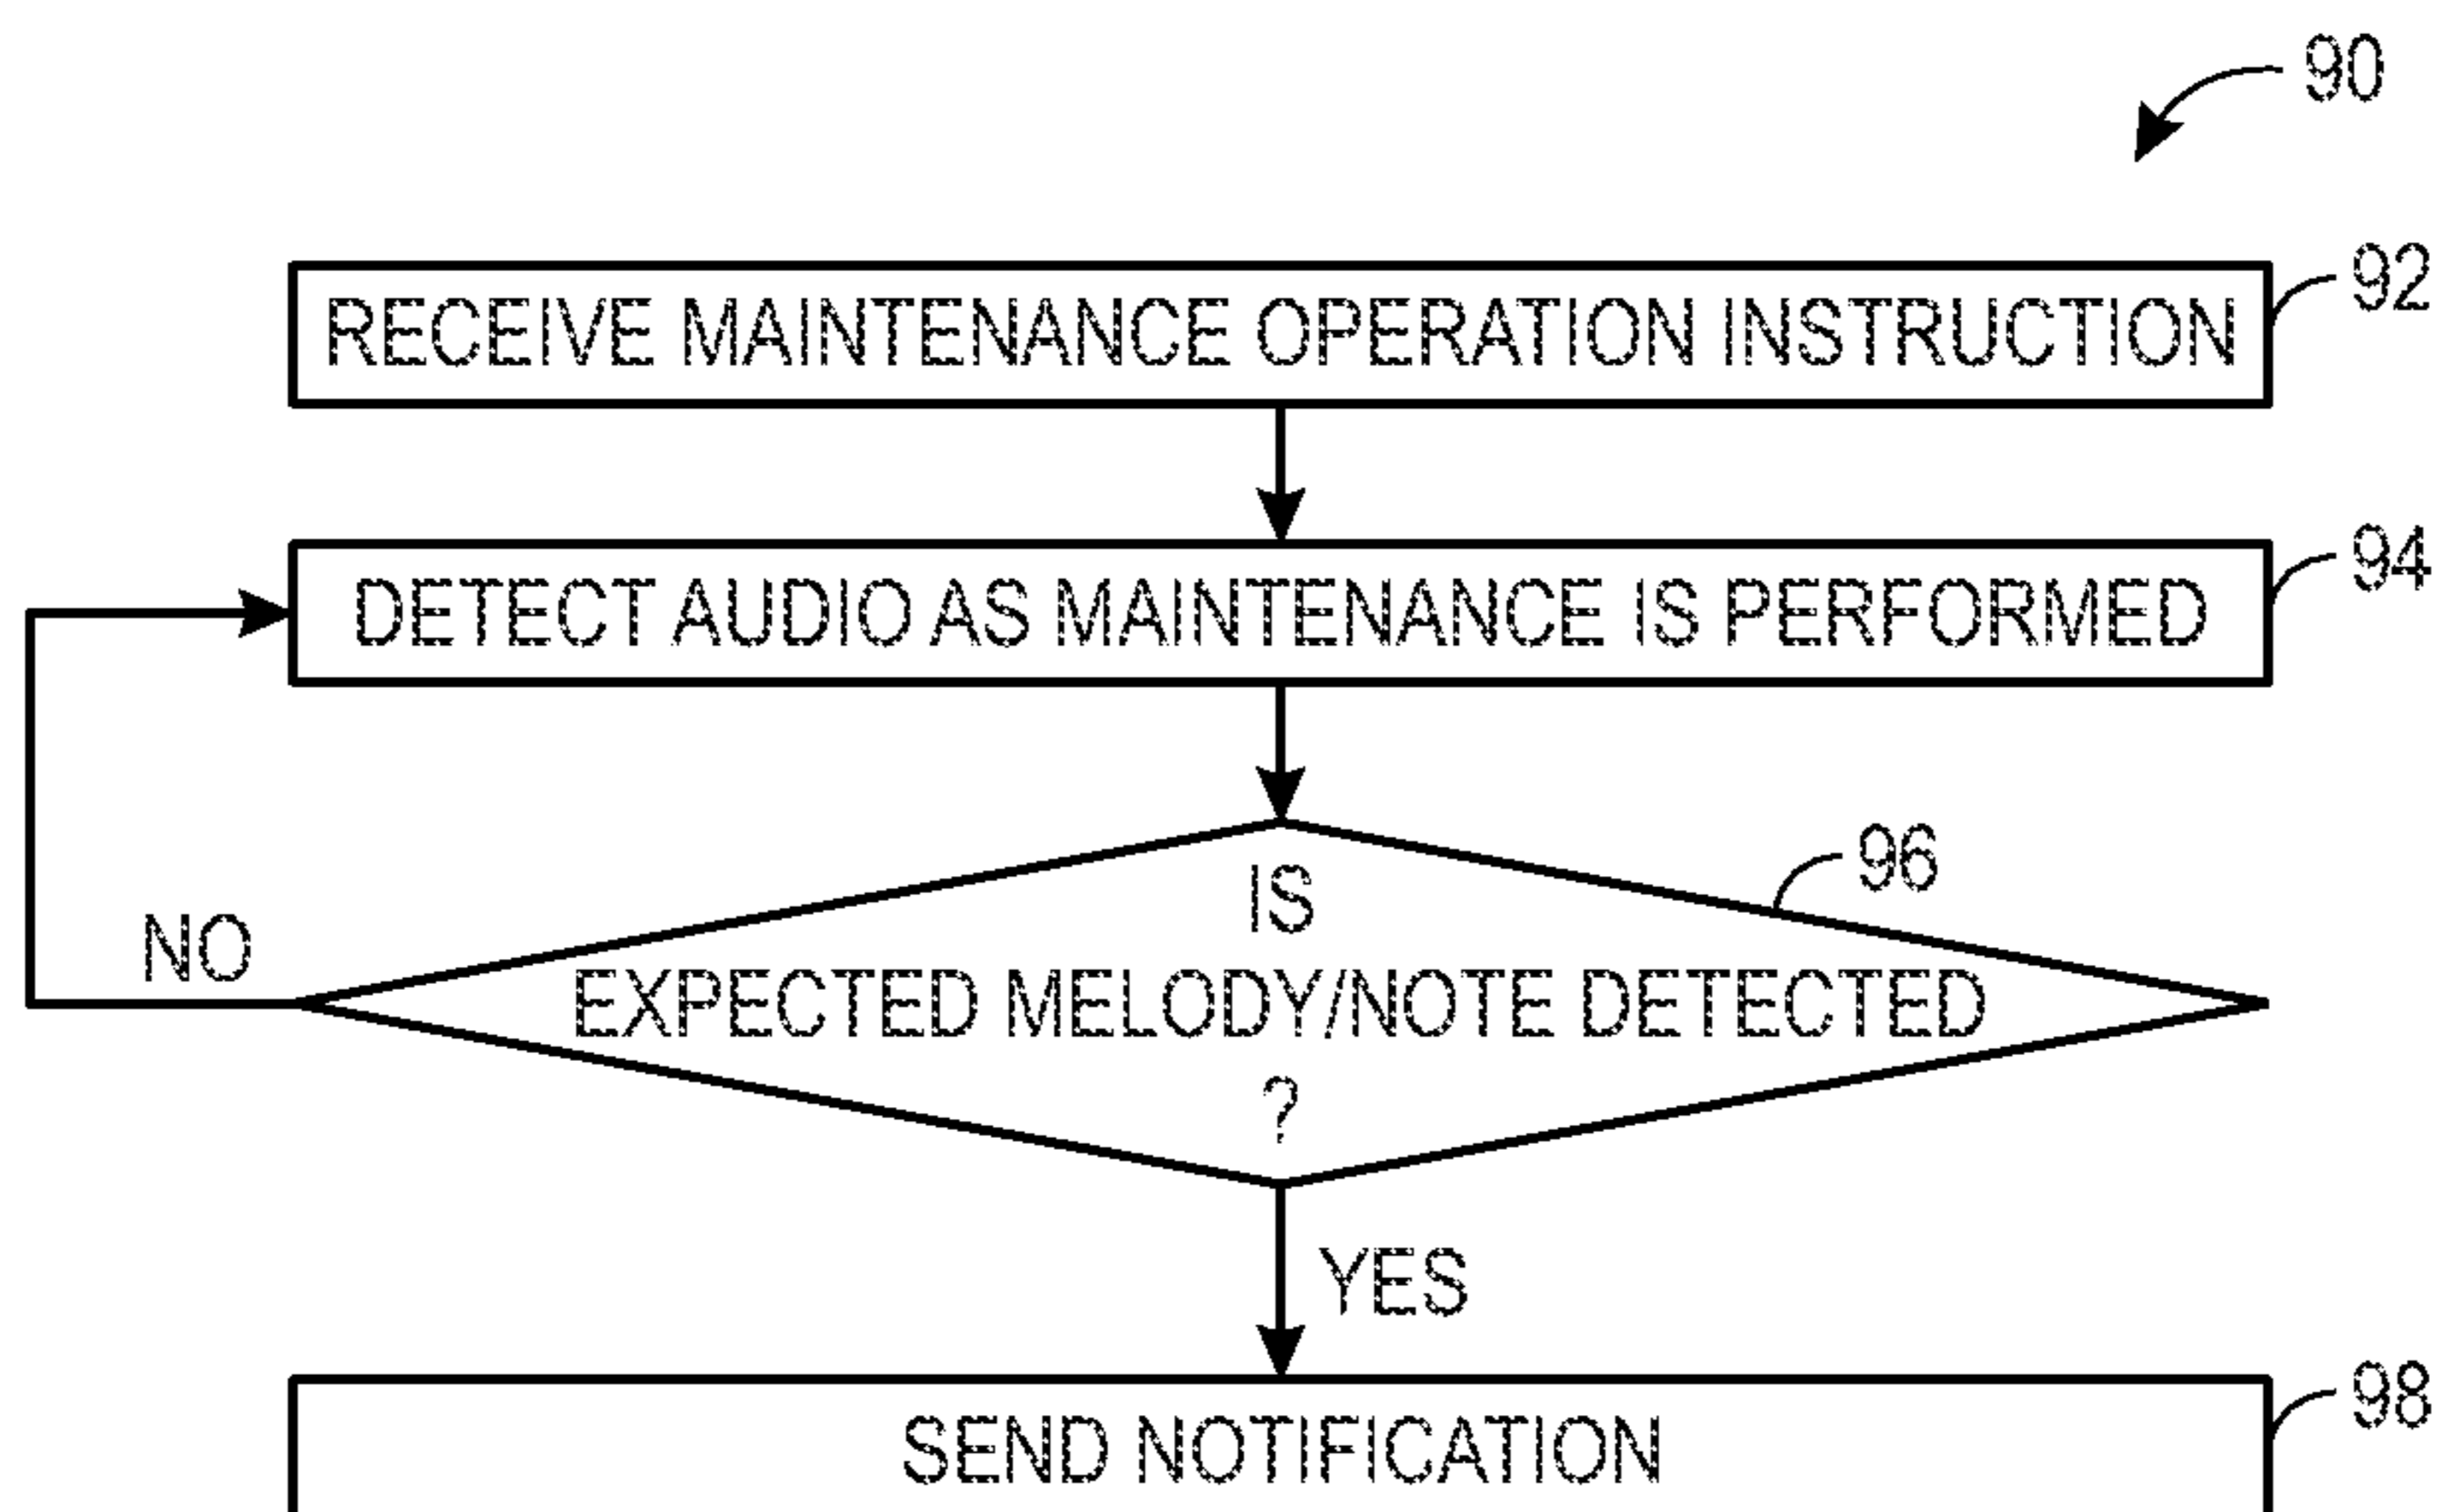 90
RECEIVE MAINTENANCE OPERATION INSTRUCTION
92
DETECT AUDIO AS MAINTENANCE IS PERFORMED
94
IS
96
EXPECTED MELODY/NOTE DETECTED
NO
?
YES
SEND NOTIFICATION
98